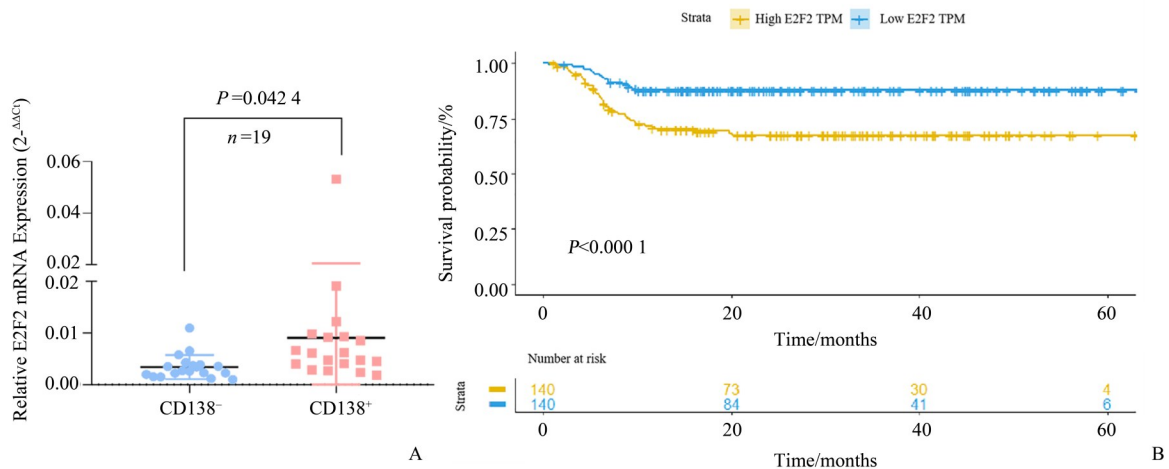 Relative E2F2 mRNA Expression (2-ΔΔCt)
P=0.042 4
n=19
0.06
0.04
0.02
0.02
0.01
0.00
CD138−
CD138+
A
Strata High E2F2 TPM Low E2F2 TPM
Survival probability/%
1.00
0.75
0.50
0.25
0.00
P<0.000 1
0 20 40 60
Time/months
Number at risk
Strata
140 73 30 4
140 84 41 6
0 20 40 60
Time/months
B